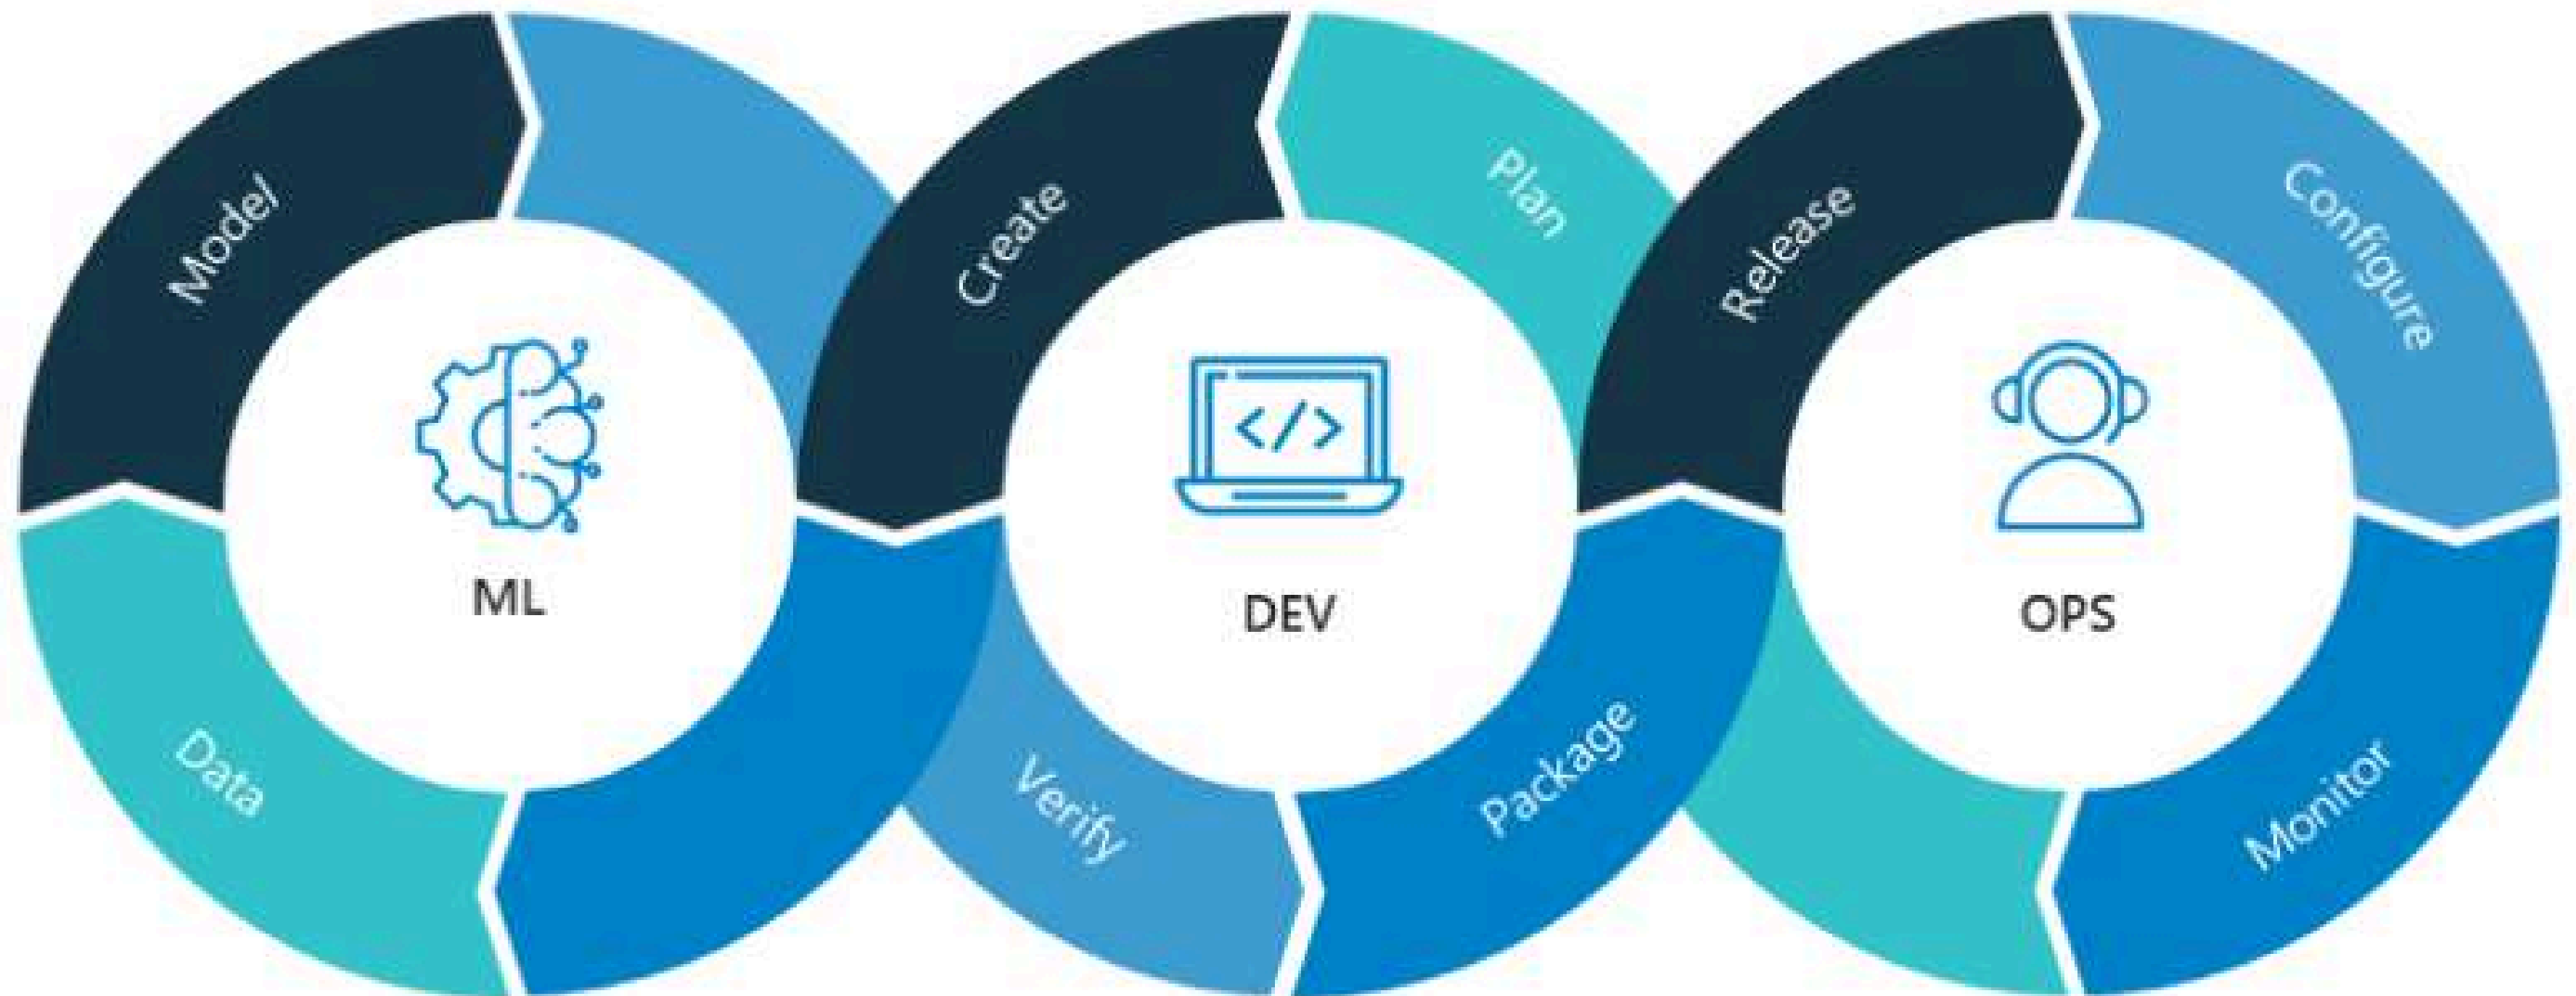 Model
Data
ML
Create
Plan
Verify
Package
DEV
Release
Configure
Monitor
OPS